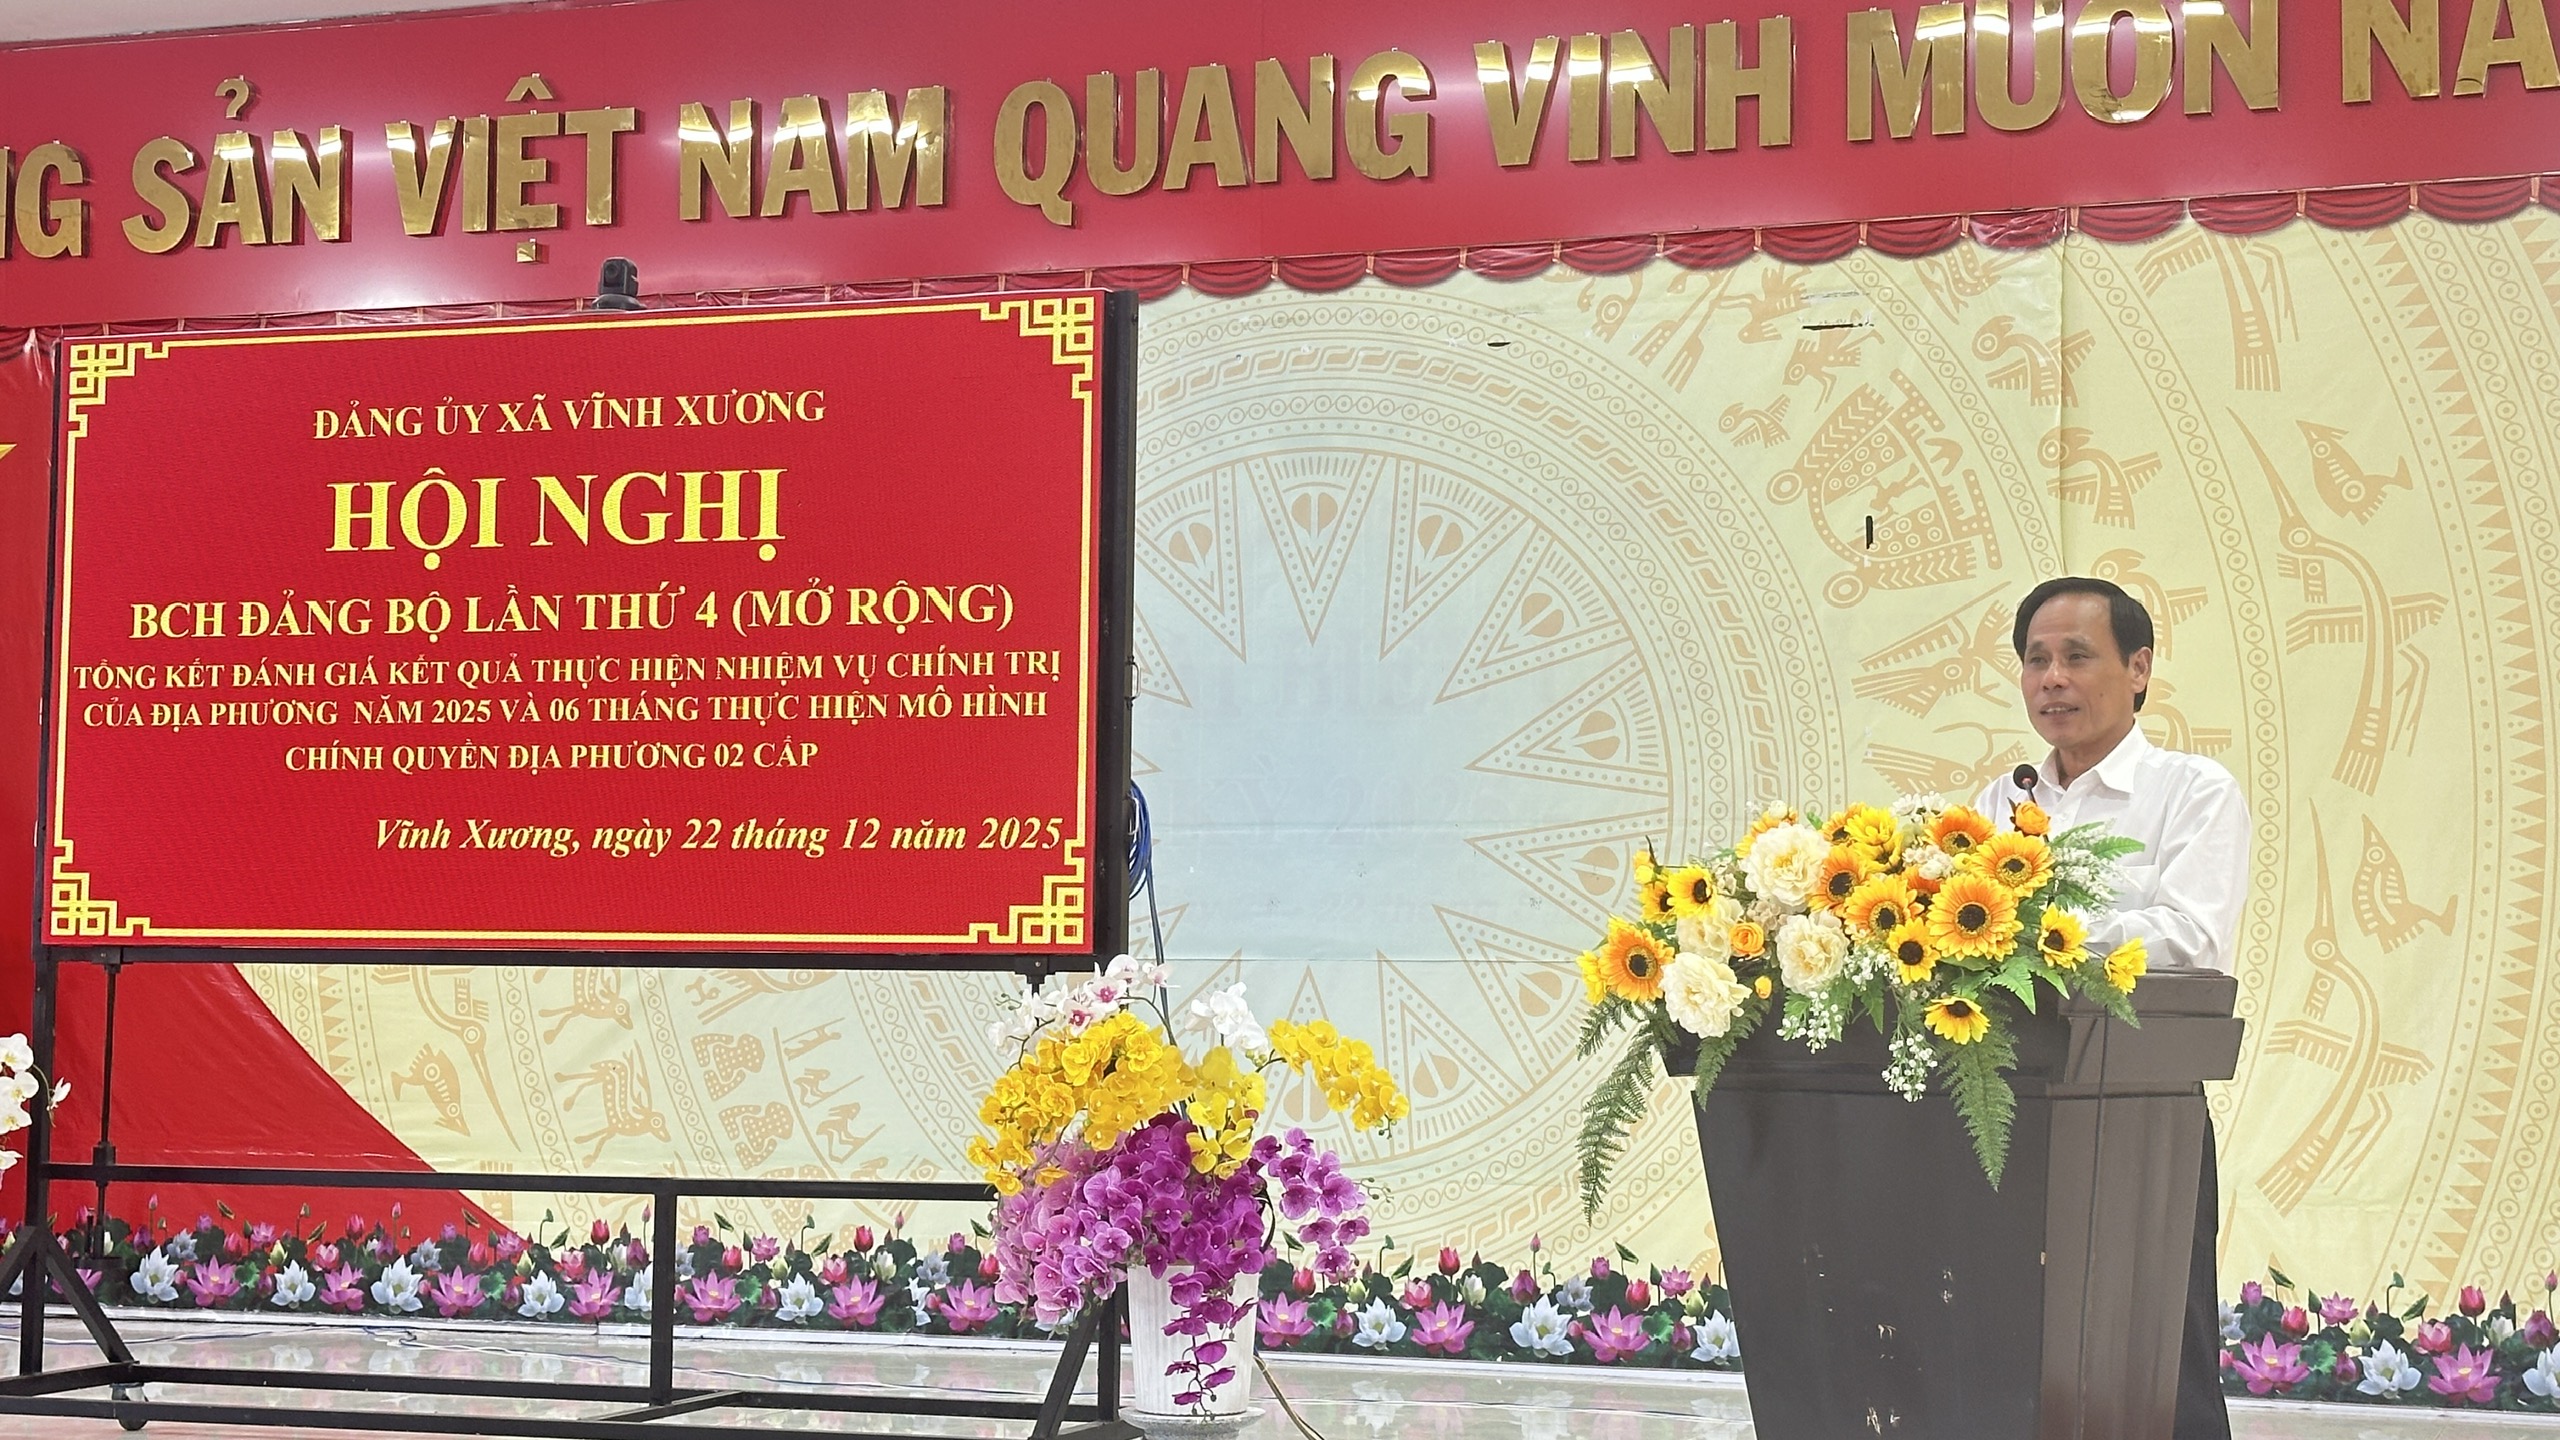 NG SẢN VIỆT NAM QUANG VINH MUÔN NĂ
ĐẢNG ỦY XÃ VĨNH XƯƠNG
HỘI NGHỊ
BCH ĐẢNG BỘ LẦN THỨ 4 (MỞ RỘNG)
TỔNG KẾT ĐÁNH GIÁ KẾT QUẢ THỰC HIỆN NHIỆM VỤ CHÍNH TRỊ
CỦA ĐỊA PHƯƠNG NĂM 2025 VÀ 06 THÁNG THỰC HIỆN MÔ HÌNH
CHÍNH QUYỀN ĐỊA PHƯƠNG 02 CẤP
Vĩnh Xương, ngày 22 tháng 12 năm 2025